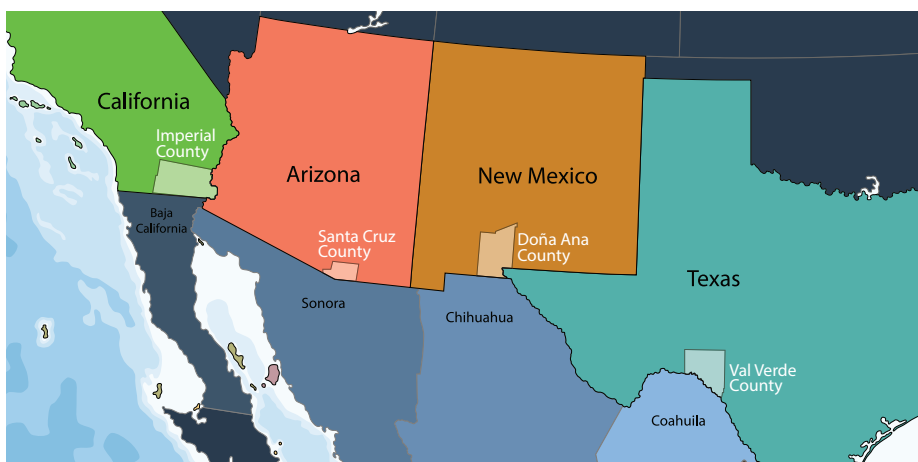 California
Imperial
County
Arizona
New Mexico
Baja
California
Santa Cruz
County
Doña Ana
County
Texas
Sonora
Chihuahua
Val Verde
County
Coahuila